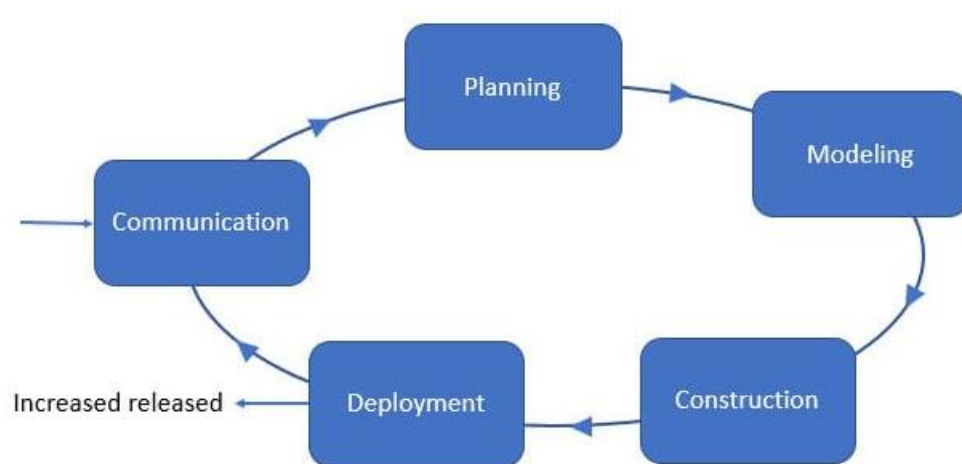 Planning
Modeling
Communication
Construction
Deployment
Increased released